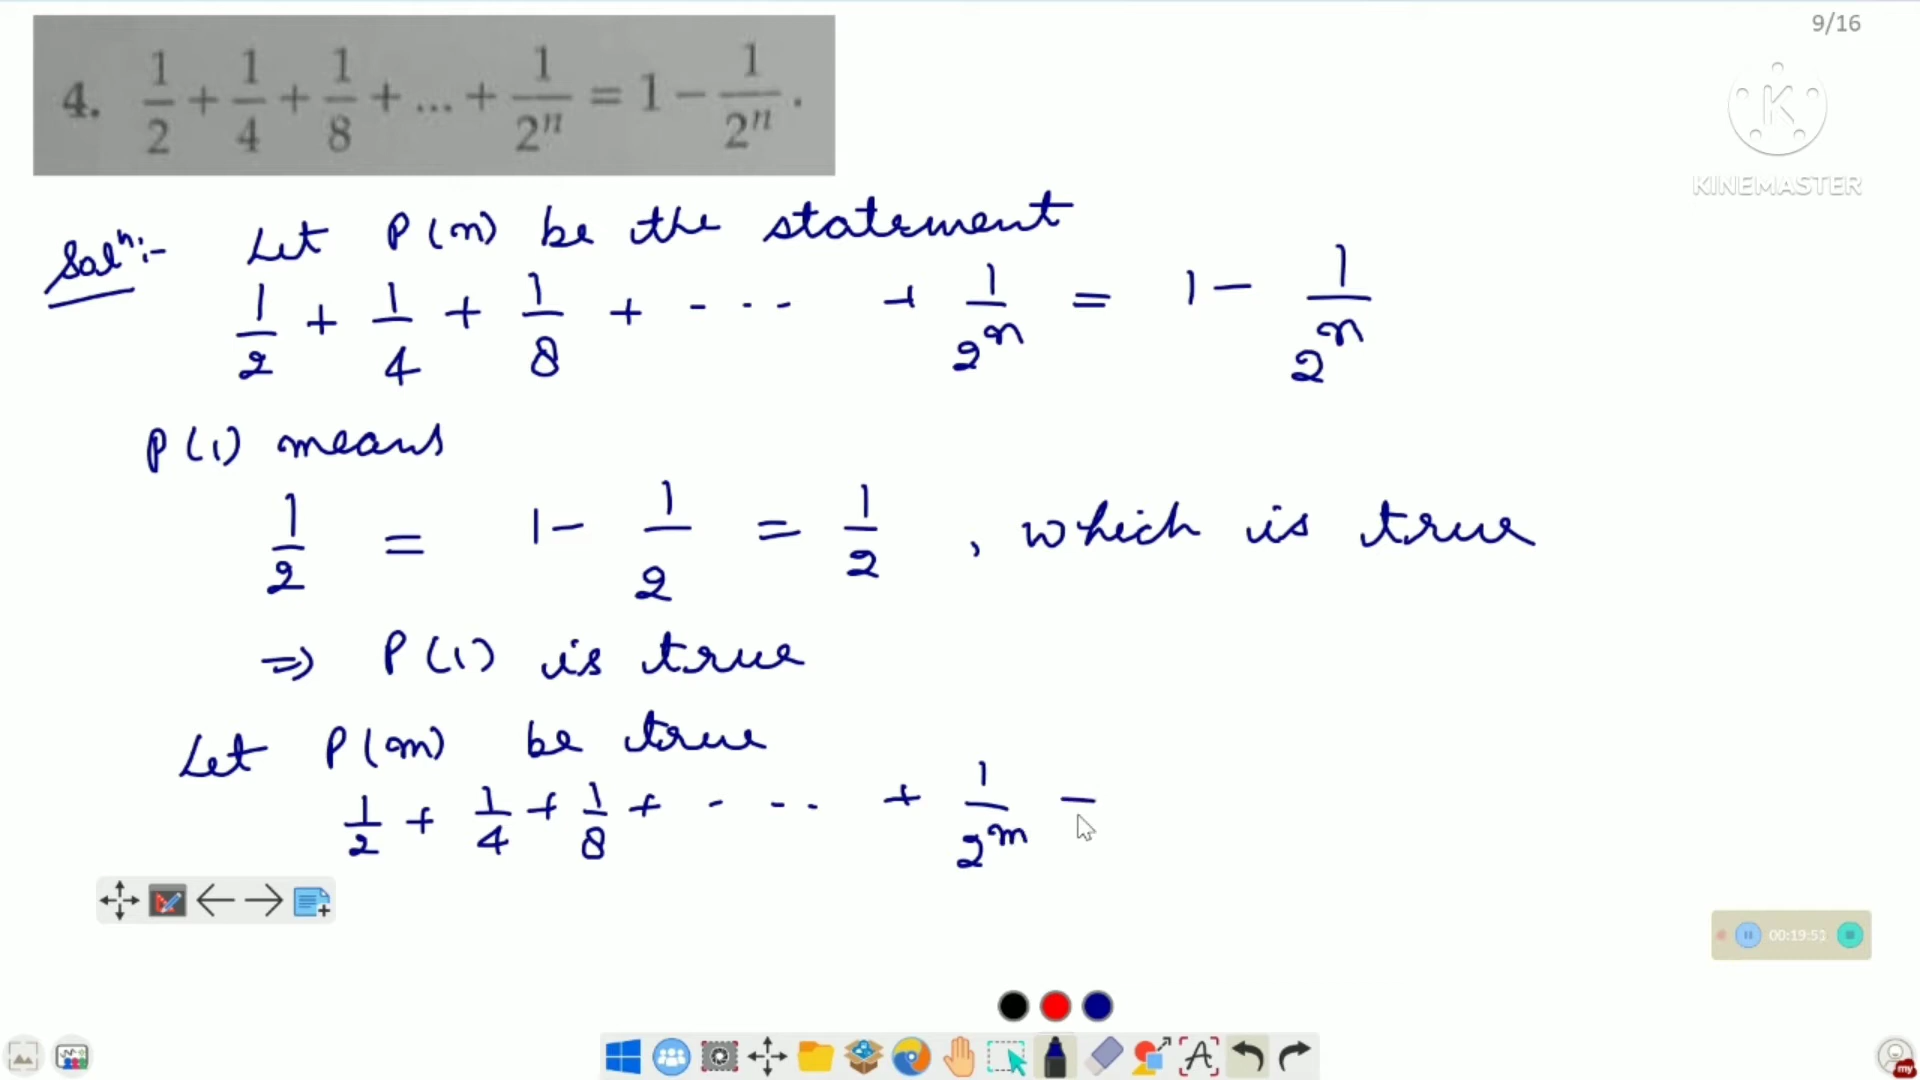 9/16
4. 1/2 + 1/4 + 1/8 + ... + 1/2ⁿ = 1 − 1/2ⁿ.
KINEMASTER
Solⁿ:- Let P(n) be the statement
1/2 + 1/4 + 1/8 + - - - + 1/2ⁿ = 1 − 1/2ⁿ
P(1) means
1/2 = 1 − 1/2 = 1/2 , which is true
⇒ P(1) is true
Let P(m) be true
1/2 + 1/4 + 1/8 + - - - + 1/2ᵐ −
00:19:51
my